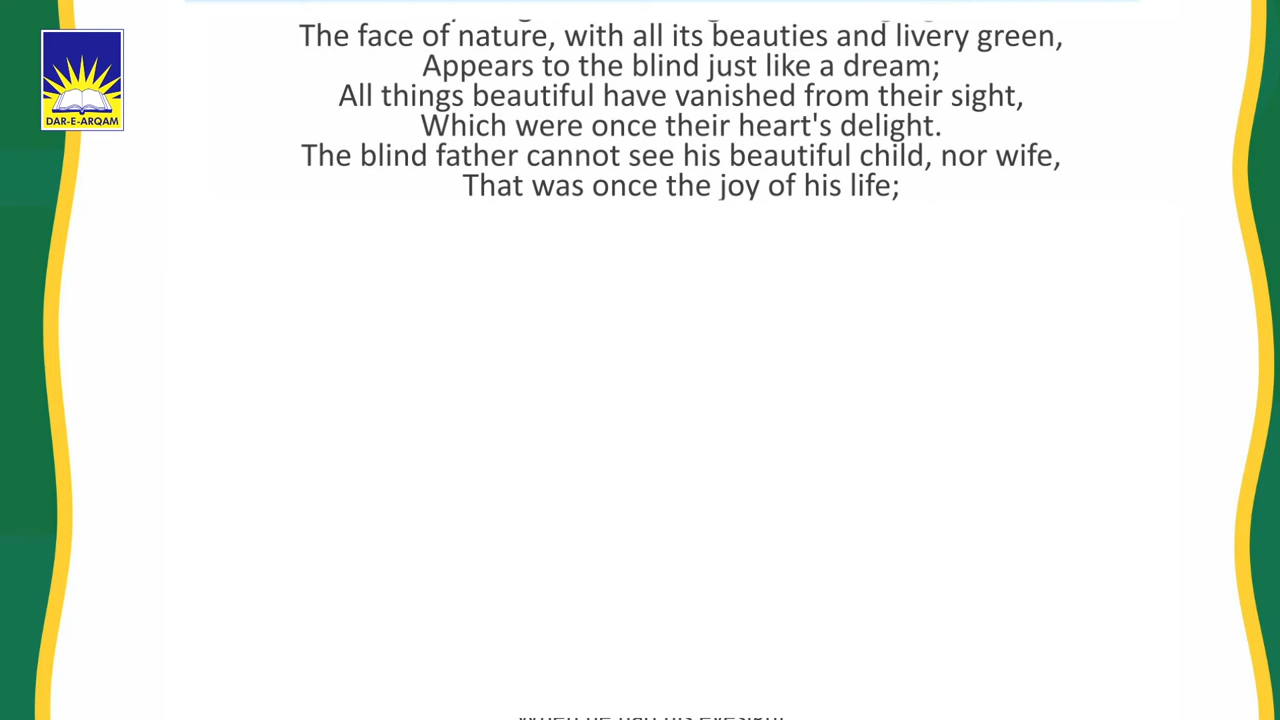 DAR-E-ARQAM
The face of nature, with all its beauties and livery green,
Appears to the blind just like a dream;
All things beautiful have vanished from their sight,
Which were once their heart's delight.
The blind father cannot see his beautiful child, nor wife,
That was once the joy of his life;